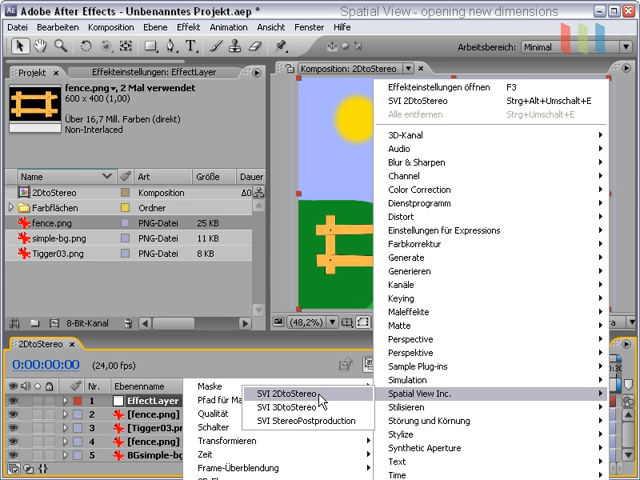 Adobe After Effects - Unbenanntes Projekt.aep *
Spatial View - opening new dimensions
Datei Bearbeiten Komposition Ebene Effekt Animation Ansicht Fenster Hilfe
Arbeitsbereich: Minimal
Projekt
Effekteinstellungen: EffectLayer
Komposition: 2DtoStereo
fence.png, 2 Mal verwendet
600 x 400 (1,00)
Über 16,7 Mill. Farben (direkt)
Non-Interlaced
Name Art Größe Dauer
2DtoStereo Komposition Δ0
Farbflächen Ordner
fence.png PNG-Datei 25 KB
simple-bg.png PNG-Datei 11 KB
Tigger03.png PNG-Datei 8 KB
8-Bit-Kanal
(48,2%)
Effekteinstellungen öffnen F3
SVI 2DtoStereo Strg+Alt+Umschalt+E
Alle entfernen Strg+Umschalt+E
3D-Kanal
Audio
Blur & Sharpen
Channel
Color Correction
Dienstprogramm
Distort
Einstellungen für Expressions
Farbkorrektur
Generate
Generieren
Kanäle
Keying
Maleffekte
Matte
Perspective
Perspektive
Sample Plug-ins
Simulation
Spatial View Inc.
Stilisieren
Störung und Körnung
Stylize
Synthetic Aperture
Text
Time
2DtoStereo
0:00:00:00 (24,00 fps)
Nr. Ebenenname
1 EffectLayer
2 [fence.png]
3 [Tigger03.png]
4 [fence.png]
5 BGsimple-bg
Maske
Pfad für Ma
Qualität
Schalter
Transformieren
Zeit
Frame-Überblendung
SVI 2DtoStereo
SVI 3DtoStereo
SVI StereoPostproduction